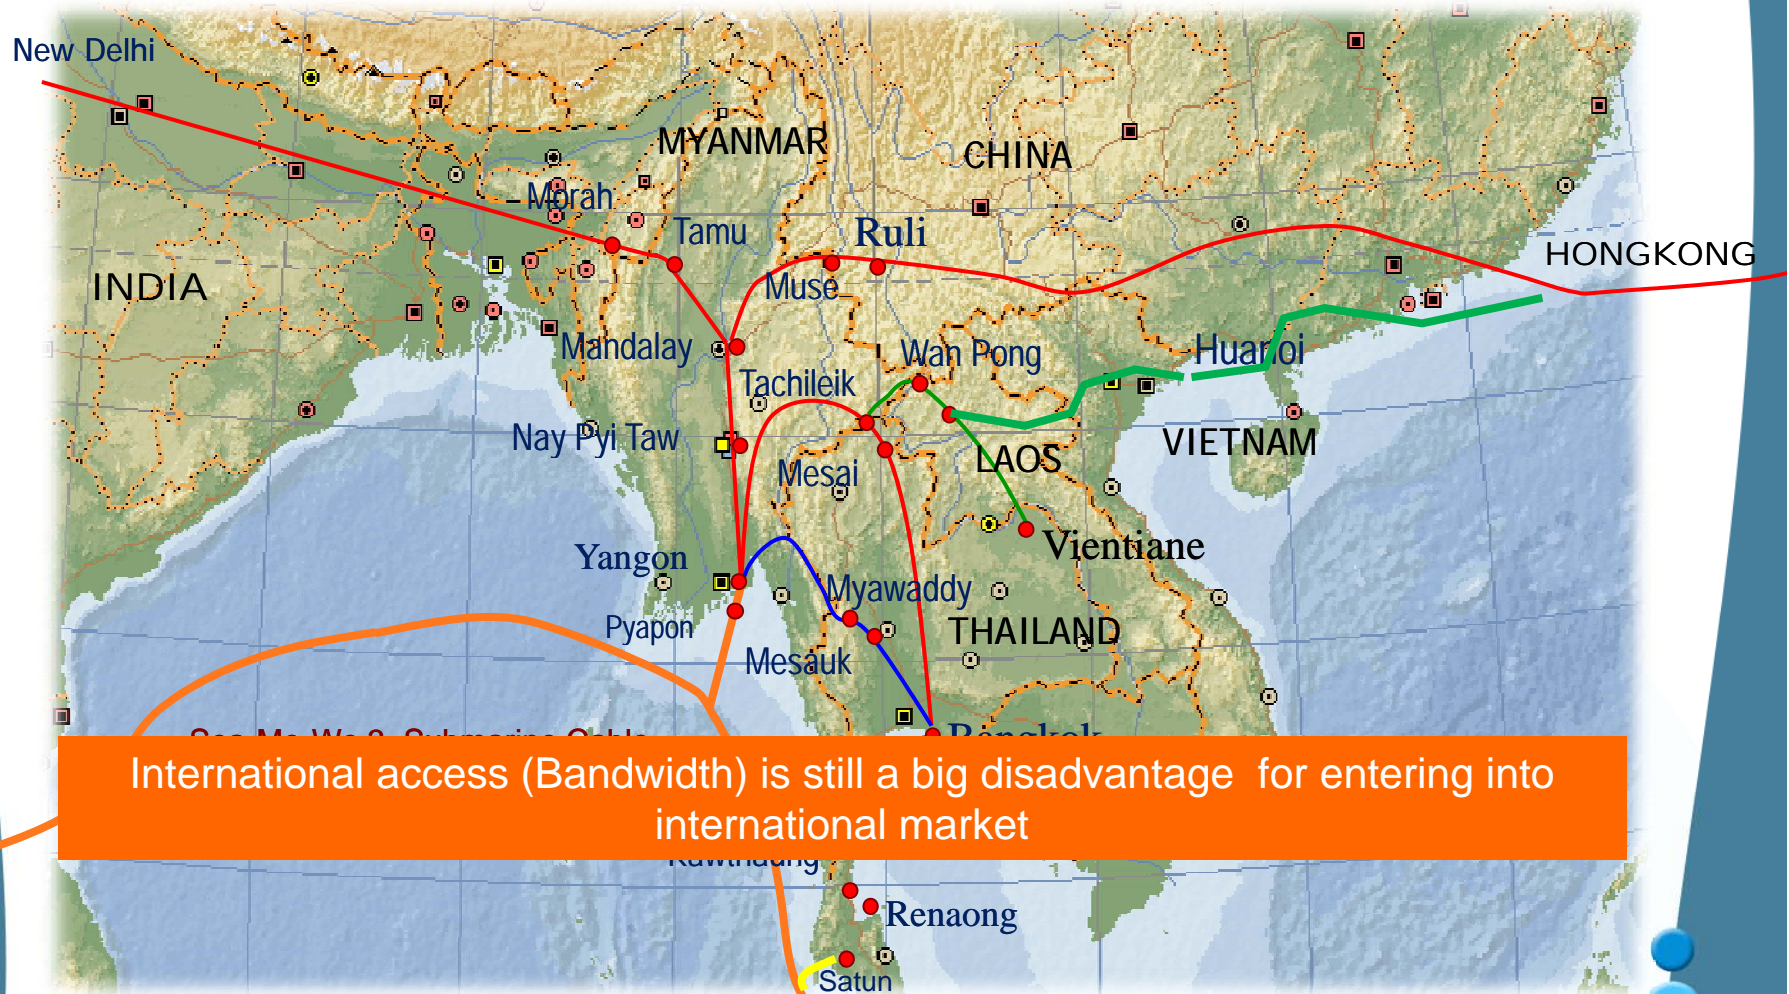 New Delhi
MYANMAR
CHINA
Morah
Tamu
Ruli
HONGKONG
INDIA
Muse
Mandalay
Wan Pong
Huanoi
Tachileik
Nay Pyi Taw
VIETNAM
Mesai
LAOS
Yangon
Vientiane
Myawaddy
Pyapon
THAILAND
Mesauk
Bangkok
International access (Bandwidth) is still a big disadvantage for entering into
international market
Kawthaung
Renaong
Satun